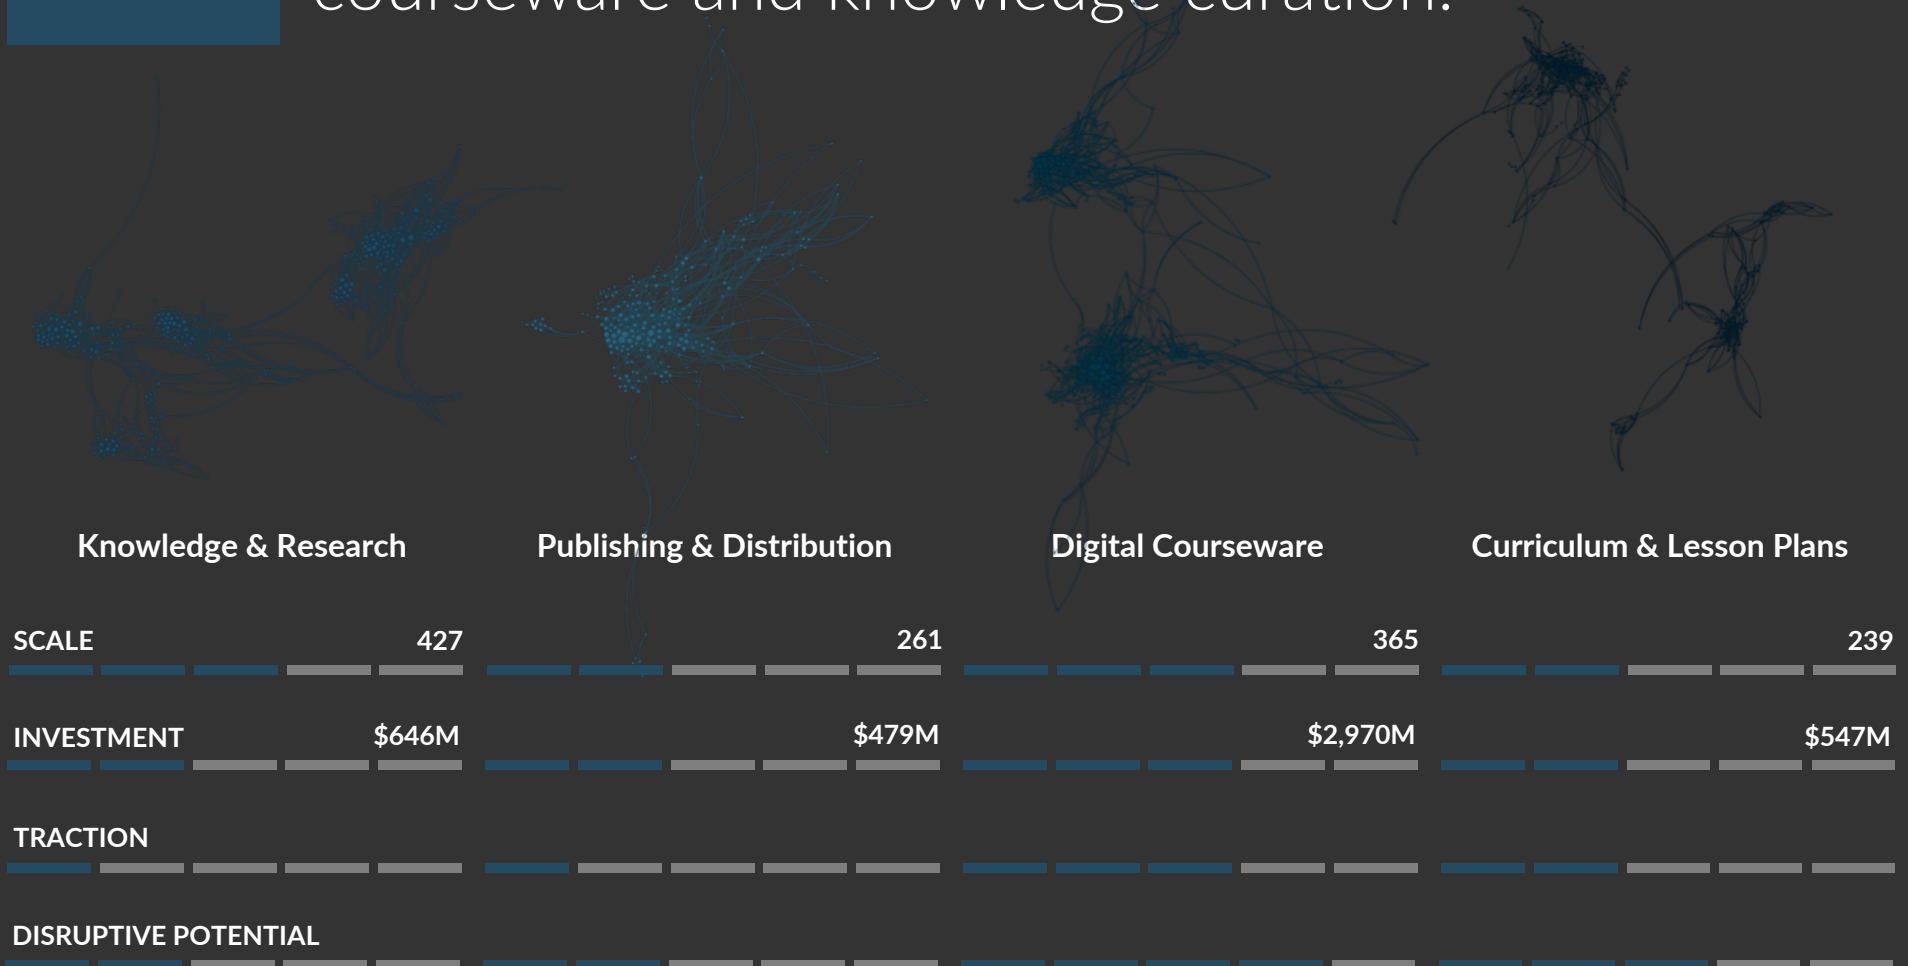 courseware and knowledge curation.
Knowledge & Research
Publishing & Distribution
Digital Courseware
Curriculum & Lesson Plans
SCALE 427 261 365 239
INVESTMENT $646M $479M $2,970M $547M
TRACTION
DISRUPTIVE POTENTIAL